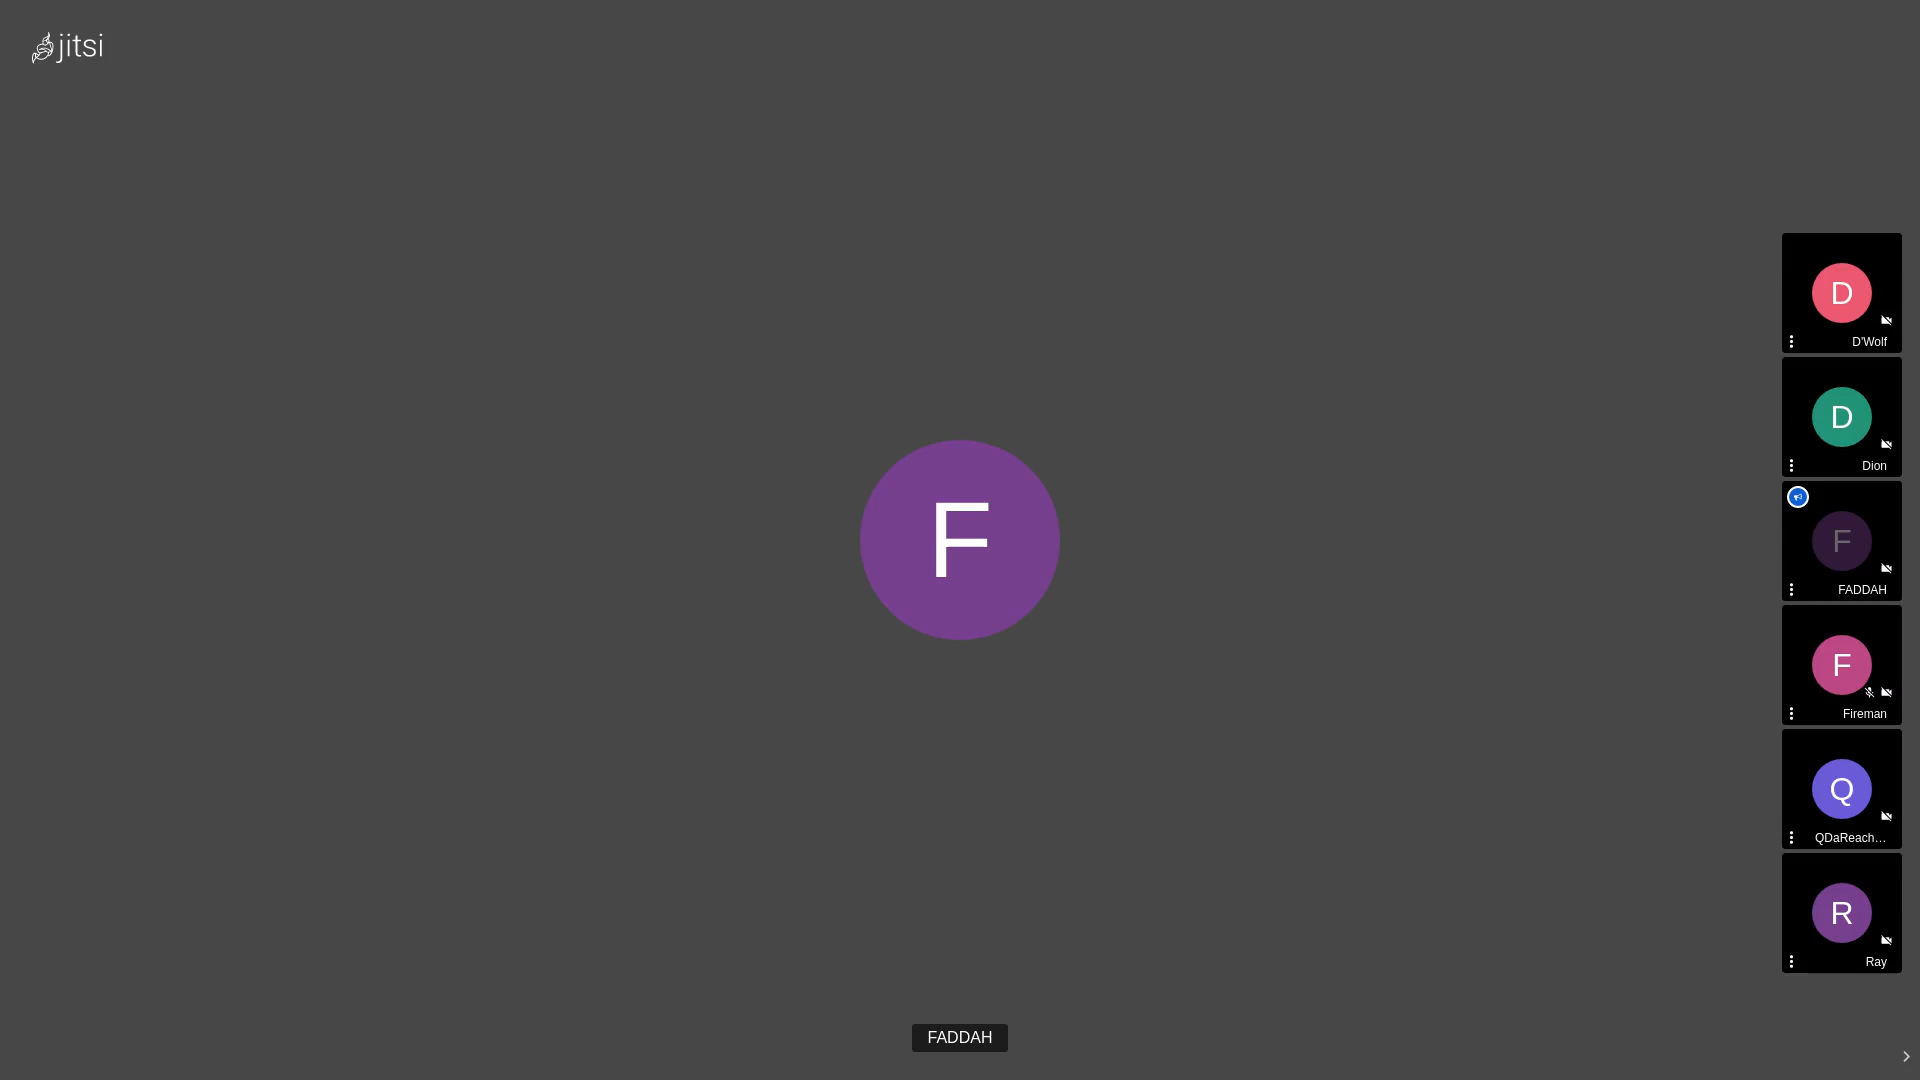 jitsi
D
D'Wolf
D
Dion
F
FADDAH
F
F
Fireman
Q
QDaReach…
R
Ray
FADDAH